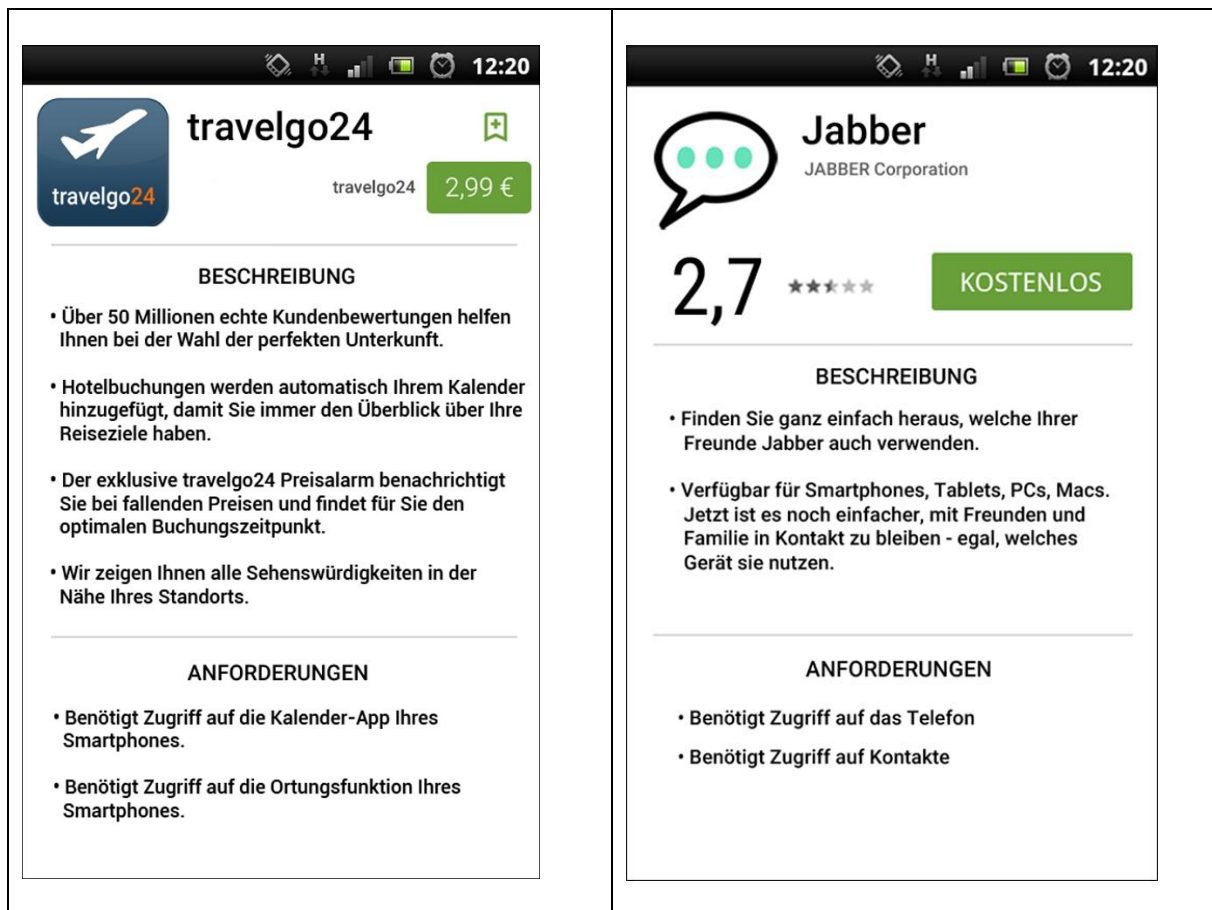 H 12:20
travelgo24
travelgo24
travelgo24 2,99 €
BESCHREIBUNG
• Über 50 Millionen echte Kundenbewertungen helfen
Ihnen bei der Wahl der perfekten Unterkunft.
• Hotelbuchungen werden automatisch Ihrem Kalender
hinzugefügt, damit Sie immer den Überblick über Ihre
Reiseziele haben.
• Der exklusive travelgo24 Preisalarm benachrichtigt
Sie bei fallenden Preisen und findet für Sie den
optimalen Buchungszeitpunkt.
• Wir zeigen Ihnen alle Sehenswürdigkeiten in der
Nähe Ihres Standorts.
ANFORDERUNGEN
• Benötigt Zugriff auf die Kalender-App Ihres
Smartphones.
• Benötigt Zugriff auf die Ortungsfunktion Ihres
Smartphones.
H 12:20
Jabber
JABBER Corporation
2,7 KOSTENLOS
BESCHREIBUNG
• Finden Sie ganz einfach heraus, welche Ihrer
Freunde Jabber auch verwenden.
• Verfügbar für Smartphones, Tablets, PCs, Macs.
Jetzt ist es noch einfacher, mit Freunden und
Familie in Kontakt zu bleiben - egal, welches
Gerät sie nutzen.
ANFORDERUNGEN
• Benötigt Zugriff auf das Telefon
• Benötigt Zugriff auf Kontakte